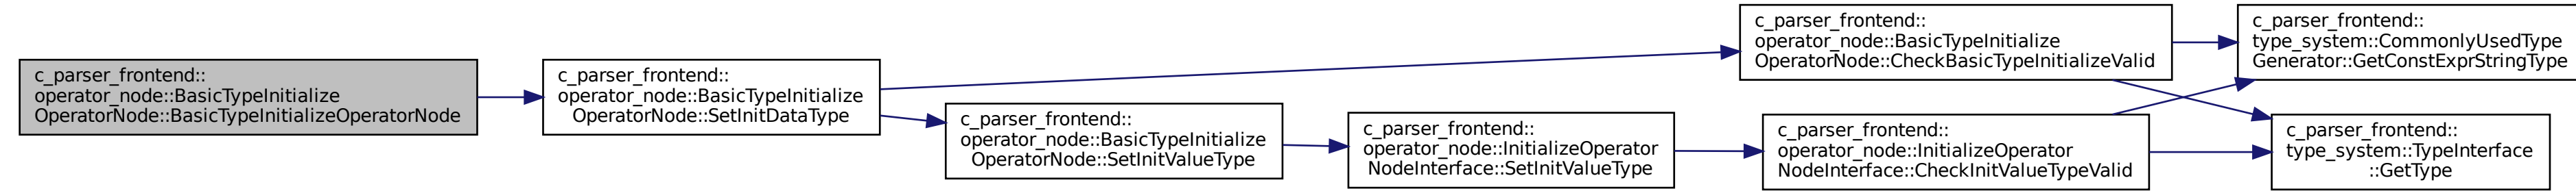 c_parser_frontend::
operator_node::BasicTypeInitialize
OperatorNode::BasicTypeInitializeOperatorNode
c_parser_frontend::
operator_node::BasicTypeInitialize
OperatorNode::SetInitDataType
c_parser_frontend::
operator_node::BasicTypeInitialize
OperatorNode::CheckBasicTypeInitializeValid
c_parser_frontend::
type_system::CommonlyUsedType
Generator::GetConstExprStringType
c_parser_frontend::
operator_node::BasicTypeInitialize
OperatorNode::SetInitValueType
c_parser_frontend::
operator_node::InitializeOperator
NodeInterface::SetInitValueType
c_parser_frontend::
operator_node::InitializeOperator
NodeInterface::CheckInitValueTypeValid
c_parser_frontend::
type_system::TypeInterface
::GetType